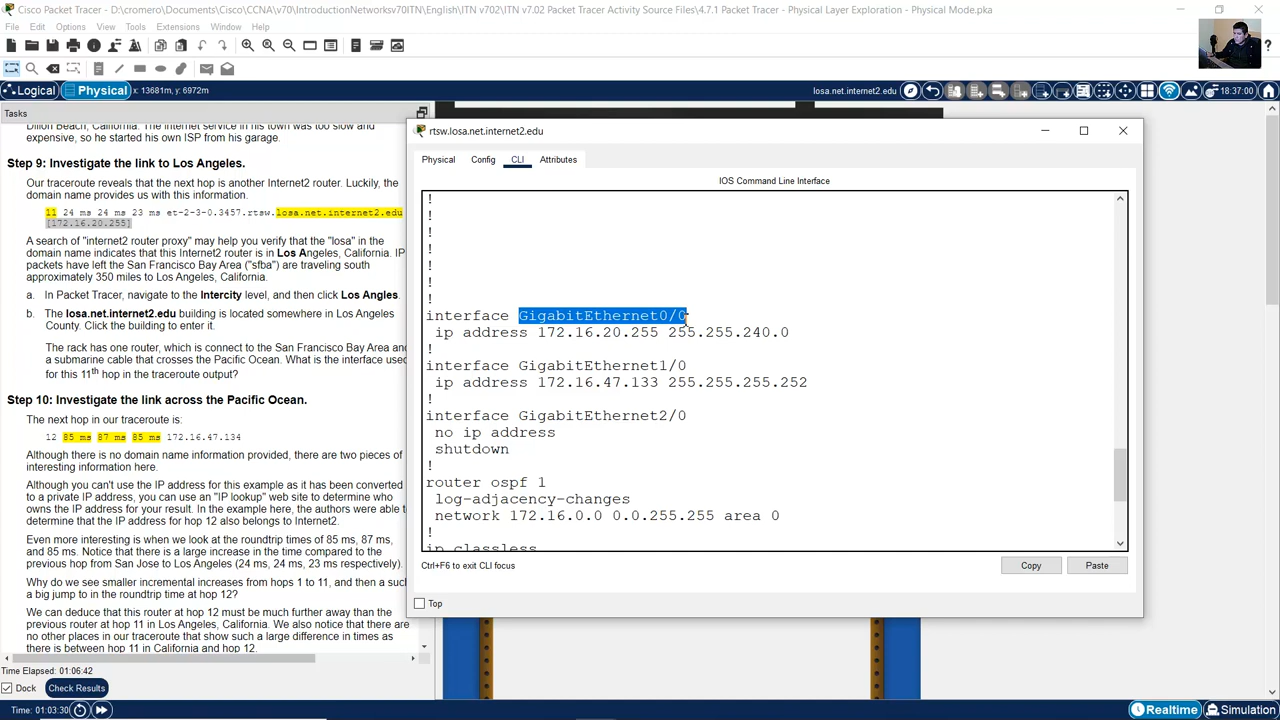 Cisco Packet Tracer - D:\cromero\Documents\Cisco\CCNA\v70\IntroductionNetworksv70ITN\English\ITN v702\ITN v7.02 Packet Tracer Activity Source Files\4.7.1 Packet Tracer - Physical Layer Exploration - Physical Mode.pka
File Edit Options View Tools Extensions Window Help
Logical Physical x: 13681m, y: 6972m losa.net.internet2.edu 18:37:00
Tasks
Dillon Beach, California. The Internet service in his town was too slow and
expensive, so he started his own ISP from his garage.
Step 9: Investigate the link to Los Angeles.
Our traceroute reveals that the next hop is another Internet2 router. Luckily, the
domain name provides us with this information.
11 24 ms 24 ms 23 ms et-2-3-0.3457.rtsw.losa.net.internet2.edu
[172.16.20.255]
A search of "internet2 router proxy" may help you verify that the "losa" in the
domain name indicates that this Internet2 router is in Los Angeles, California. IP
packets have left the San Francisco Bay Area ("sfba") are traveling south
approximately 350 miles to Los Angeles, California.
a. In Packet Tracer, navigate to the Intercity level, and then click Los Angles.
b. The losa.net.internet2.edu building is located somewhere in Los Angeles
County. Click the building to enter it.
The rack has one router, which is connect to the San Francisco Bay Area and
a submarine cable that crosses the Pacific Ocean. What is the interface used
for this 11th hop in the traceroute output?
Step 10: Investigate the link across the Pacific Ocean.
The next hop in our traceroute is:
12 85 ms 87 ms 85 ms 172.16.47.134
Although there is no domain name information provided, there are two pieces of
interesting information here.
Although you can't use the IP address for this example as it has been converted
to a private IP address, you can use an "IP lookup" web site to determine who
owns the IP address for your result. In the example here, the authors were able to
determine that the IP address for hop 12 also belongs to Internet2.
Even more interesting is when we look at the roundtrip times of 85 ms, 87 ms,
and 85 ms. Notice that there is a large increase in the time compared to the
previous hop from San Jose to Los Angeles (24 ms, 24 ms, 23 ms respectively).
Why do we see smaller incremental increases from hops 1 to 11, and then a suc
a big jump to in the roundtrip time at hop 12?
We can deduce that this router at hop 12 must be much further away than the
previous router at hop 11 in Los Angeles, California. We also notice that there are
no other places in our traceroute that show such a large difference in times as
there is between hop 11 in California and hop 12.
Time Elapsed: 01:06:42
Dock Check Results
Time: 01:03:30
rtsw.losa.net.internet2.edu
Physical Config CLI Attributes
IOS Command Line Interface
!
!
!
!
!
!
!
interface GigabitEthernet0/0
ip address 172.16.20.255 255.255.240.0
!
interface GigabitEthernet1/0
ip address 172.16.47.133 255.255.255.252
!
interface GigabitEthernet2/0
no ip address
shutdown
!
router ospf 1
log-adjacency-changes
network 172.16.0.0 0.0.255.255 area 0
!
ip classless
Ctrl+F6 to exit CLI focus
Copy Paste
Top
Realtime Simulation